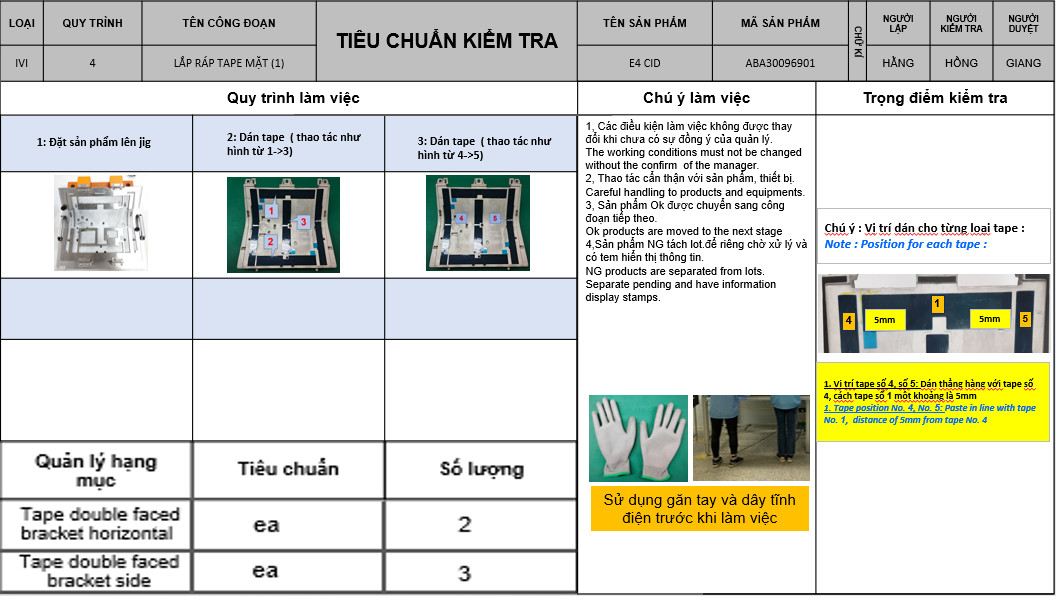 LOẠI
QUY TRÌNH
TÊN CÔNG ĐOẠN
TIÊU CHUẨN KIỂM TRA
TÊN SẢN PHẨM
MÃ SẢN PHẨM
CHỮ KÍ
NGƯỜI
LẬP
NGƯỜI
KIỂM TRA
NGƯỜI
DUYỆT
IVI
4
LẮP RÁP TAPE MẶT (1)
E4 CID
ABA30096901
HẰNG
HỒNG
GIANG
Quy trình làm việc
Chú ý làm việc
Trọng điểm kiểm tra
1: Đặt sản phẩm lên jig
2: Dán tape ( thao tác như
hình từ 1->3)
3: Dán tape ( thao tác như
hình từ 4->5)
1
2
3
4
5
1, Các điều kiện làm việc không được thay
đổi khi chưa có sự đồng ý của quản lý.
The working conditions must not be changed
without the confirm of the manager.
2, Thao tác cẩn thận với sản phẩm, thiết bị.
Careful handling to products and equipments.
3, Sản phẩm Ok được chuyển sang công
đoạn tiếp theo.
Ok products are moved to the next stage
4,Sản phẩm NG tách lot.để riêng chờ xử lý và
có tem hiển thị thông tin.
NG products are separated from lots.
Separate pending and have information
display stamps.
Sử dụng găn tay và dây tĩnh
điện trước khi làm việc
Chú ý : Vị trí dán cho từng loại tape :
Note : Position for each tape :
4
5mm
1
5mm
5
1. Vị trí tape số 4, số 5: Dán thẳng hàng với tape số
4, cách tape số 1 một khoảng là 5mm
1. Tape position No. 4, No. 5: Paste in line with tape
No. 1, distance of 5mm from tape No. 4
Quản lý hạng
mục
Tiêu chuẩn
Số lượng
Tape double faced
bracket horizontal
ea
2
Tape double faced
bracket side
ea
3